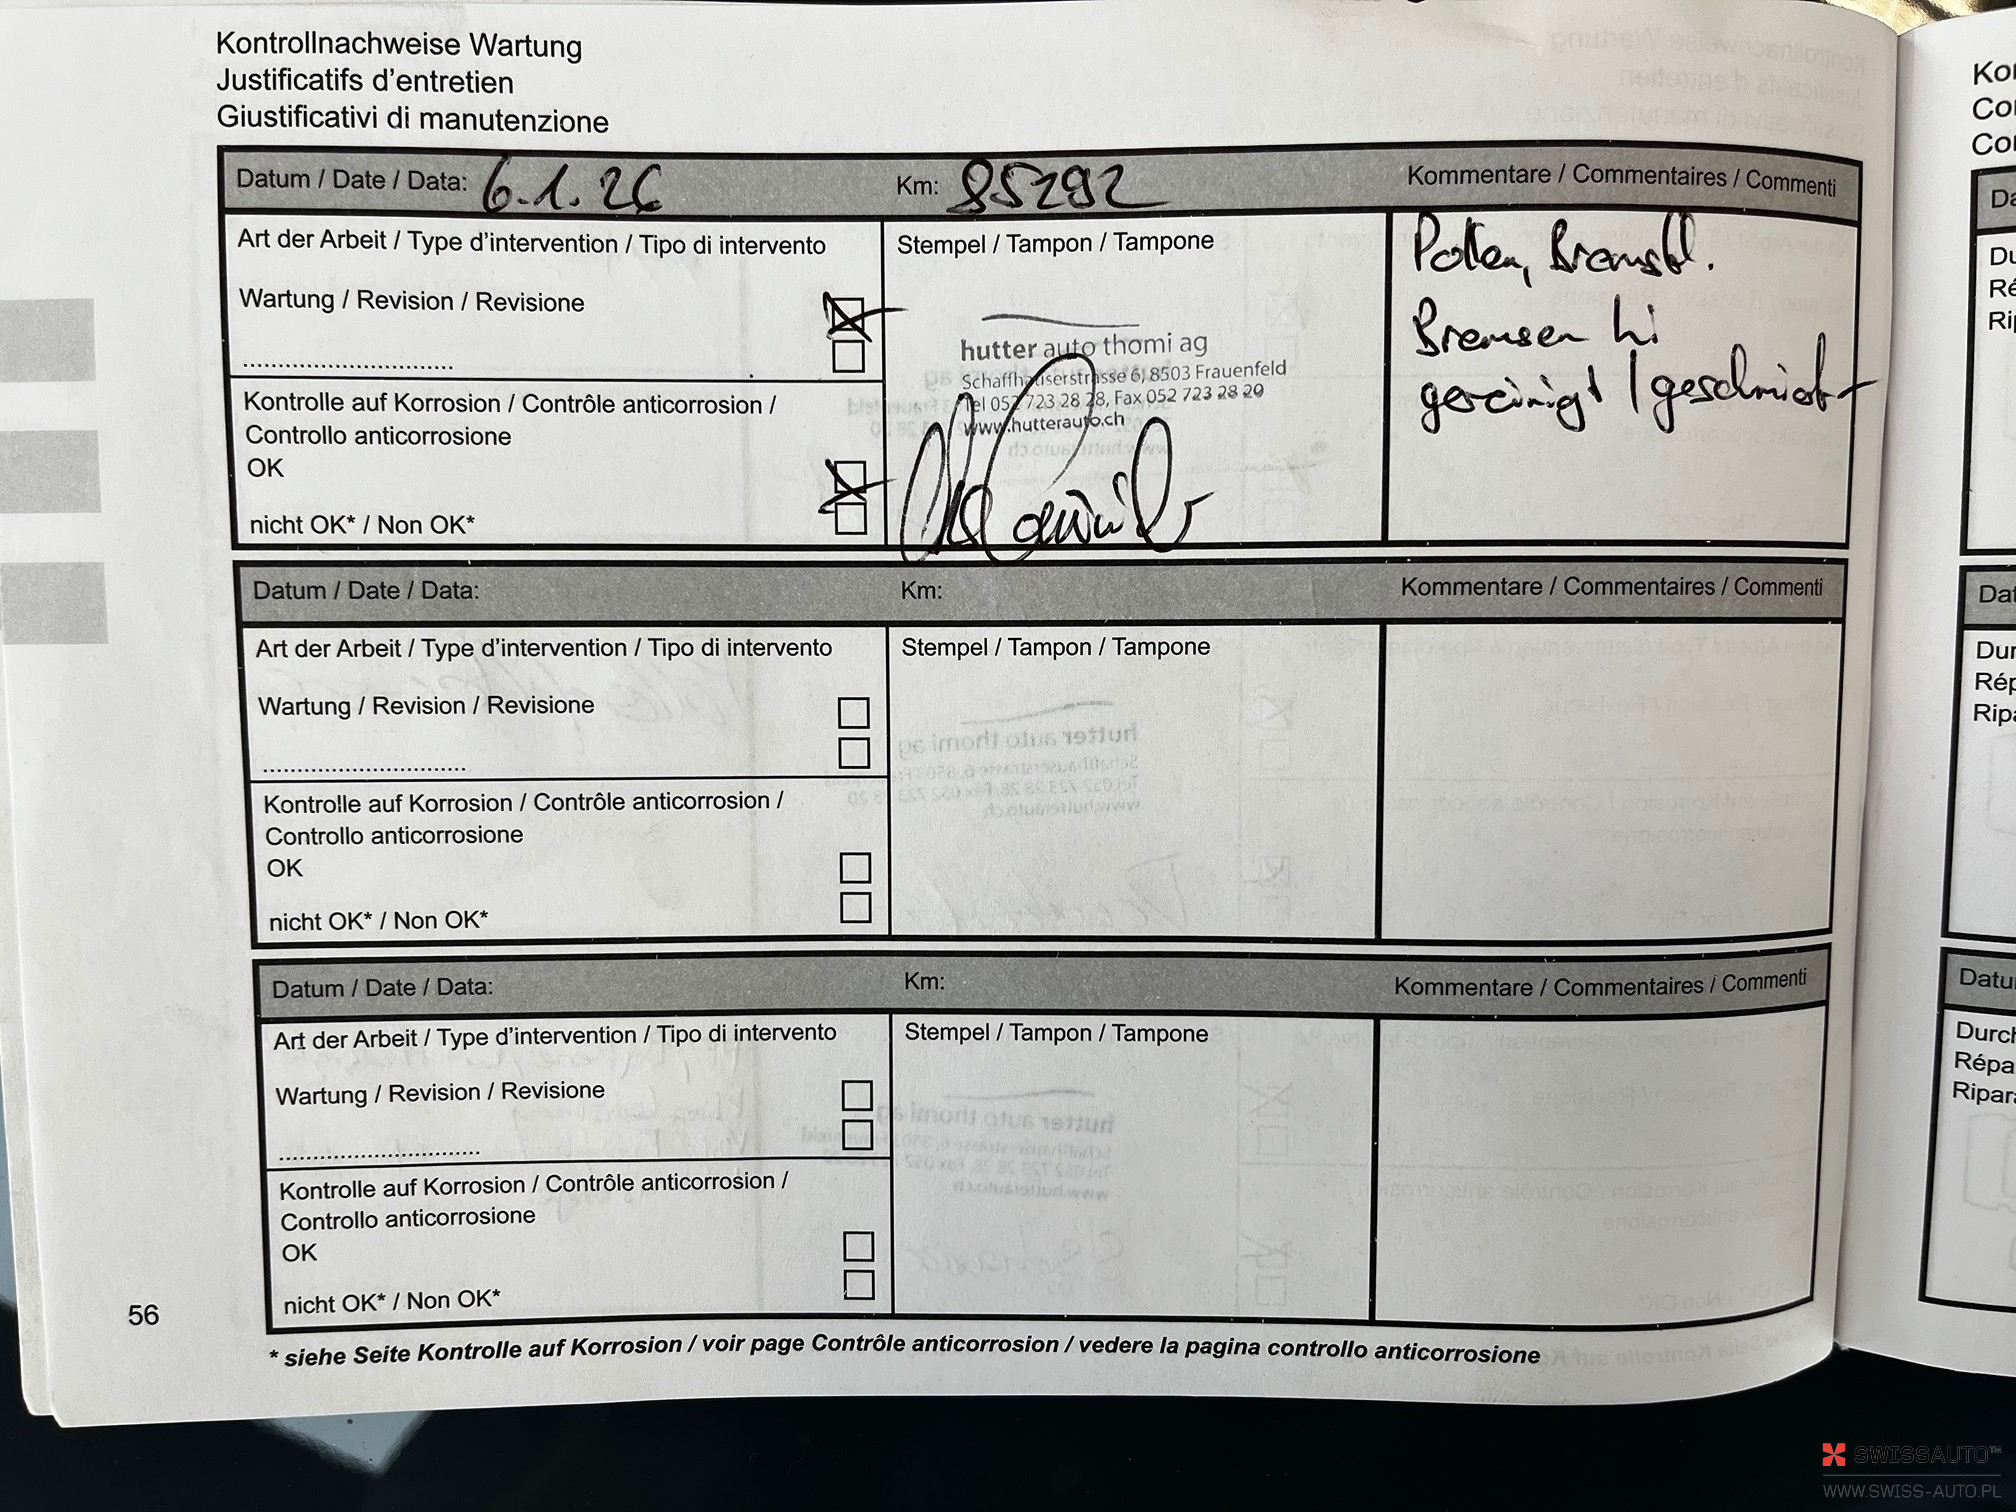 Kontrollnachweise Wartung
Justificatifs d'entretien
Giustificativi di manutenzione
Datum / Date / Data: 6.1.26 Km: 85292 Kommentare / Commentaires / Commenti
Art der Arbeit / Type d'intervention / Tipo di intervento
Wartung / Revision / Revisione
Kontrolle auf Korrosion / Contrôle anticorrosion /
Controllo anticorrosione
OK
nicht OK* / Non OK*
Stempel / Tampon / Tampone
hutter auto thomi ag
Schaffhauserstrasse 6, 8503 Frauenfeld
Tel 052 723 28 28, Fax 052 723 28 20
www.hutterauto.ch
Pollen, Bremsfl.
Bremsen hi
gereinigt / geschmiert
Datum / Date / Data: Km: Kommentare / Commentaires / Commenti
Art der Arbeit / Type d'intervention / Tipo di intervento
Wartung / Revision / Revisione
Kontrolle auf Korrosion / Contrôle anticorrosion /
Controllo anticorrosione
OK
nicht OK* / Non OK*
Stempel / Tampon / Tampone
Datum / Date / Data: Km: Kommentare / Commentaires / Commenti
Art der Arbeit / Type d'intervention / Tipo di intervento
Wartung / Revision / Revisione
Kontrolle auf Korrosion / Contrôle anticorrosion /
Controllo anticorrosione
OK
nicht OK* / Non OK*
Stempel / Tampon / Tampone
56
* siehe Seite Kontrolle auf Korrosion / voir page Contrôle anticorrosion / vedere la pagina controllo anticorrosione
SWISSAUTO™
WWW.SWISS-AUTO.PL